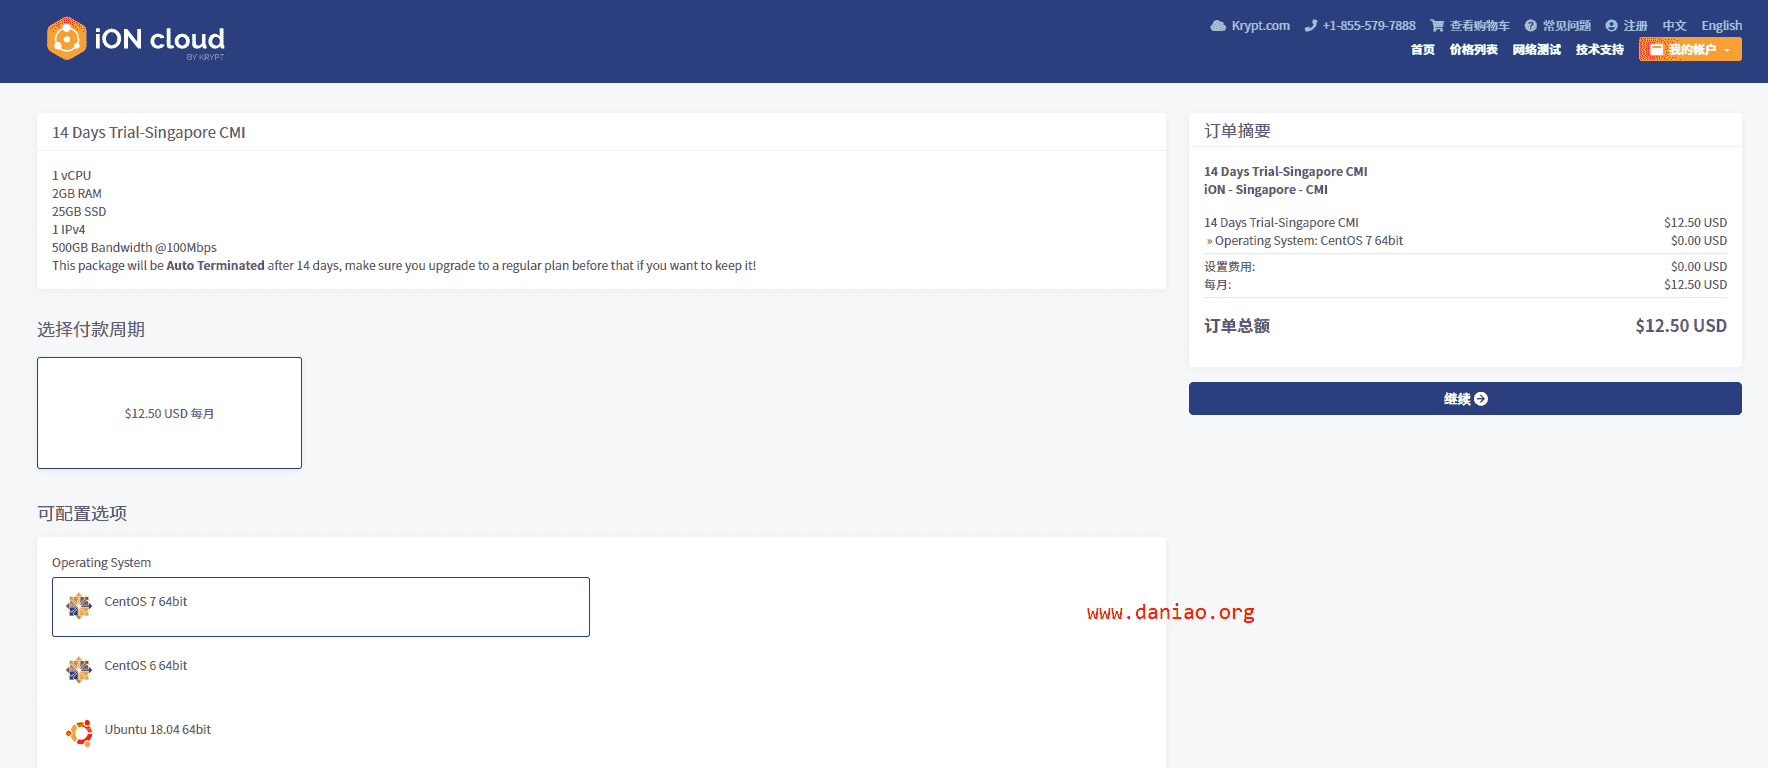 iON cloud
BY KRYPT
Krypt.com +1-855-579-7888 查看购物车 常见问题 注册 中文 English
首页 价格列表 网络测试 技术支持 我的帐户
14 Days Trial-Singapore CMI
1 vCPU
2GB RAM
25GB SSD
1 IPv4
500GB Bandwidth @100Mbps
This package will be Auto Terminated after 14 days, make sure you upgrade to a regular plan before that if you want to keep it!
选择付款周期
$12.50 USD 每月
可配置选项
Operating System
CentOS 7 64bit
CentOS 6 64bit
Ubuntu 18.04 64bit
订单摘要
14 Days Trial-Singapore CMI
iON - Singapore - CMI
14 Days Trial-Singapore CMI $12.50 USD
» Operating System: CentOS 7 64bit $0.00 USD
设置费用: $0.00 USD
每月: $12.50 USD
订单总额 $12.50 USD
继续
www.daniao.org